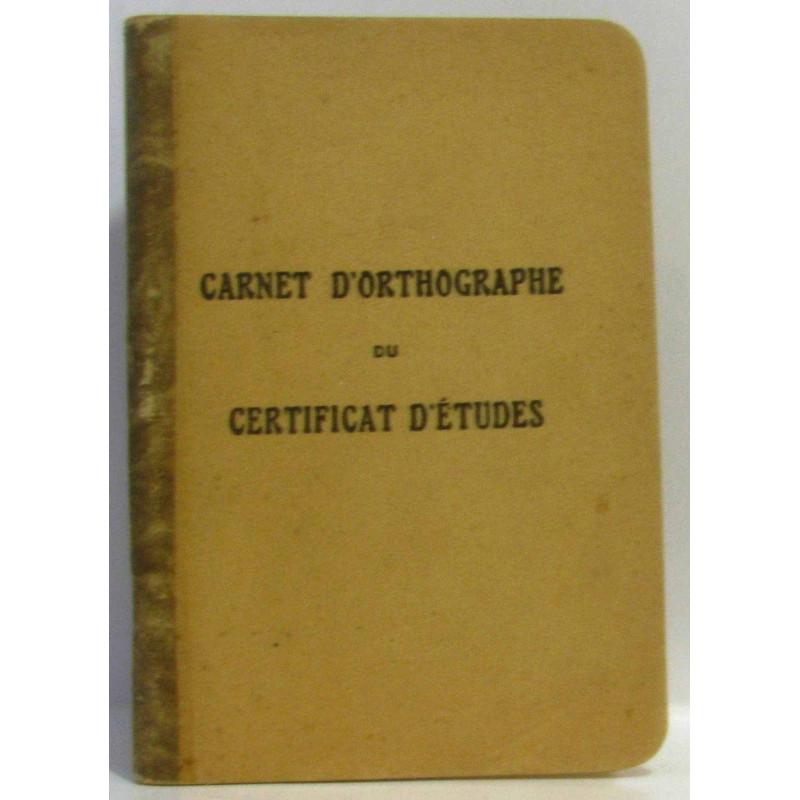 CARNET D'ORTHOGRAPHE
DU
CERTIFICAT D'ÉTUDES